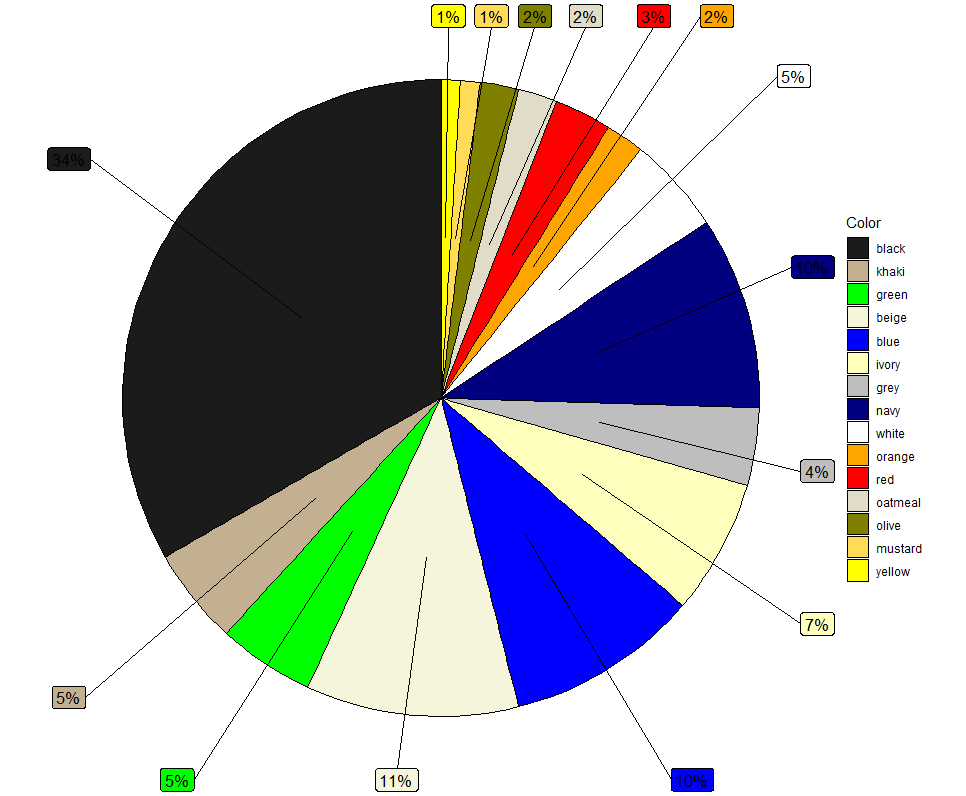 1%
1%
2%
2%
3%
2%
5%
34%
10%
4%
7%
5%
5%
11%
10%
Color
black
khaki
green
beige
blue
ivory
grey
navy
white
orange
red
oatmeal
olive
mustard
yellow